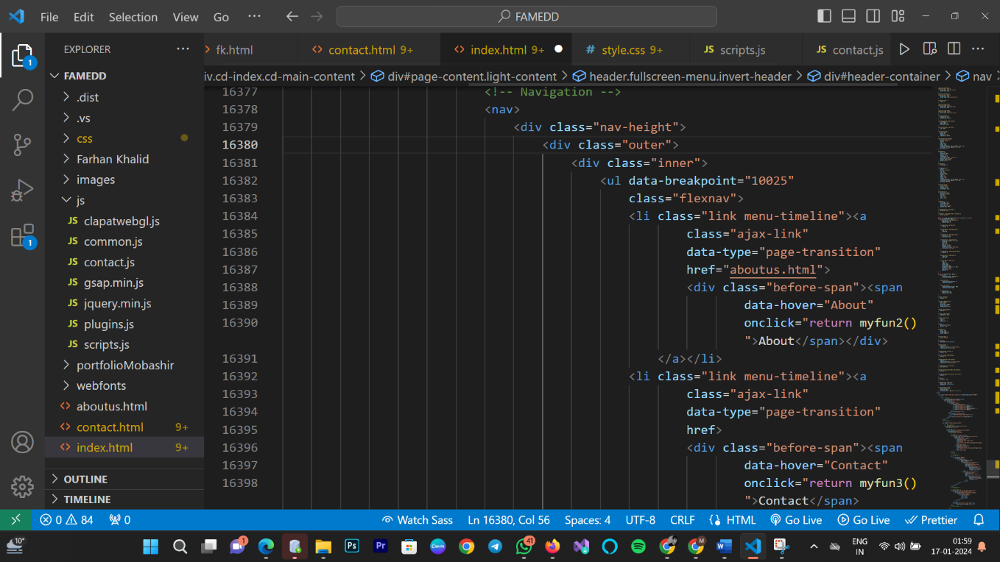 File Edit Selection View Go ··· FAMEDD
EXPLORER ···
fk.html contact.html 9+ index.html 9+ # style.css 9+ JS scripts.js JS contact.js ···
iv.cd-index.cd-main-content > div#page-content.light-content > header.fullscreen-menu.invert-header > div#header-container > nav >
FAMEDD
.dist
.vs
css
Farhan Khalid
images
js
JS clapatwebgl.js
JS common.js
JS contact.js
JS gsap.min.js
JS jquery.min.js
JS plugins.js
JS scripts.js
portfolioMobashir
webfonts
<> aboutus.html
<> contact.html 9+
<> index.html 9+
OUTLINE
TIMELINE
1
1
16377 <!-- Navigation -->
16378 <nav>
16379 <div class="nav-height">
16380 <div class="outer">
16381 <div class="inner">
16382 <ul data-breakpoint="10025"
16383 class="flexnav">
16384 <li class="link menu-timeline"><a
16385 class="ajax-link"
16386 data-type="page-transition"
16387 href="aboutus.html">
16388 <div class="before-span"><span
16389 data-hover="About"
16390 onclick="return myfun2()
">About</span></div>
16391 </a></li>
16392 <li class="link menu-timeline"><a
16393 class="ajax-link"
16394 data-type="page-transition"
16395 href>
16396 <div class="before-span"><span
16397 data-hover="Contact"
16398 onclick="return myfun3()
">Contact</span>
0 84 0 Watch Sass Ln 16380, Col 56 Spaces: 4 UTF-8 CRLF HTML Go Live Go Live Prettier
10° 1 Ps Pr Canva 41 M W ENG
IN
01:59
17-01-2024